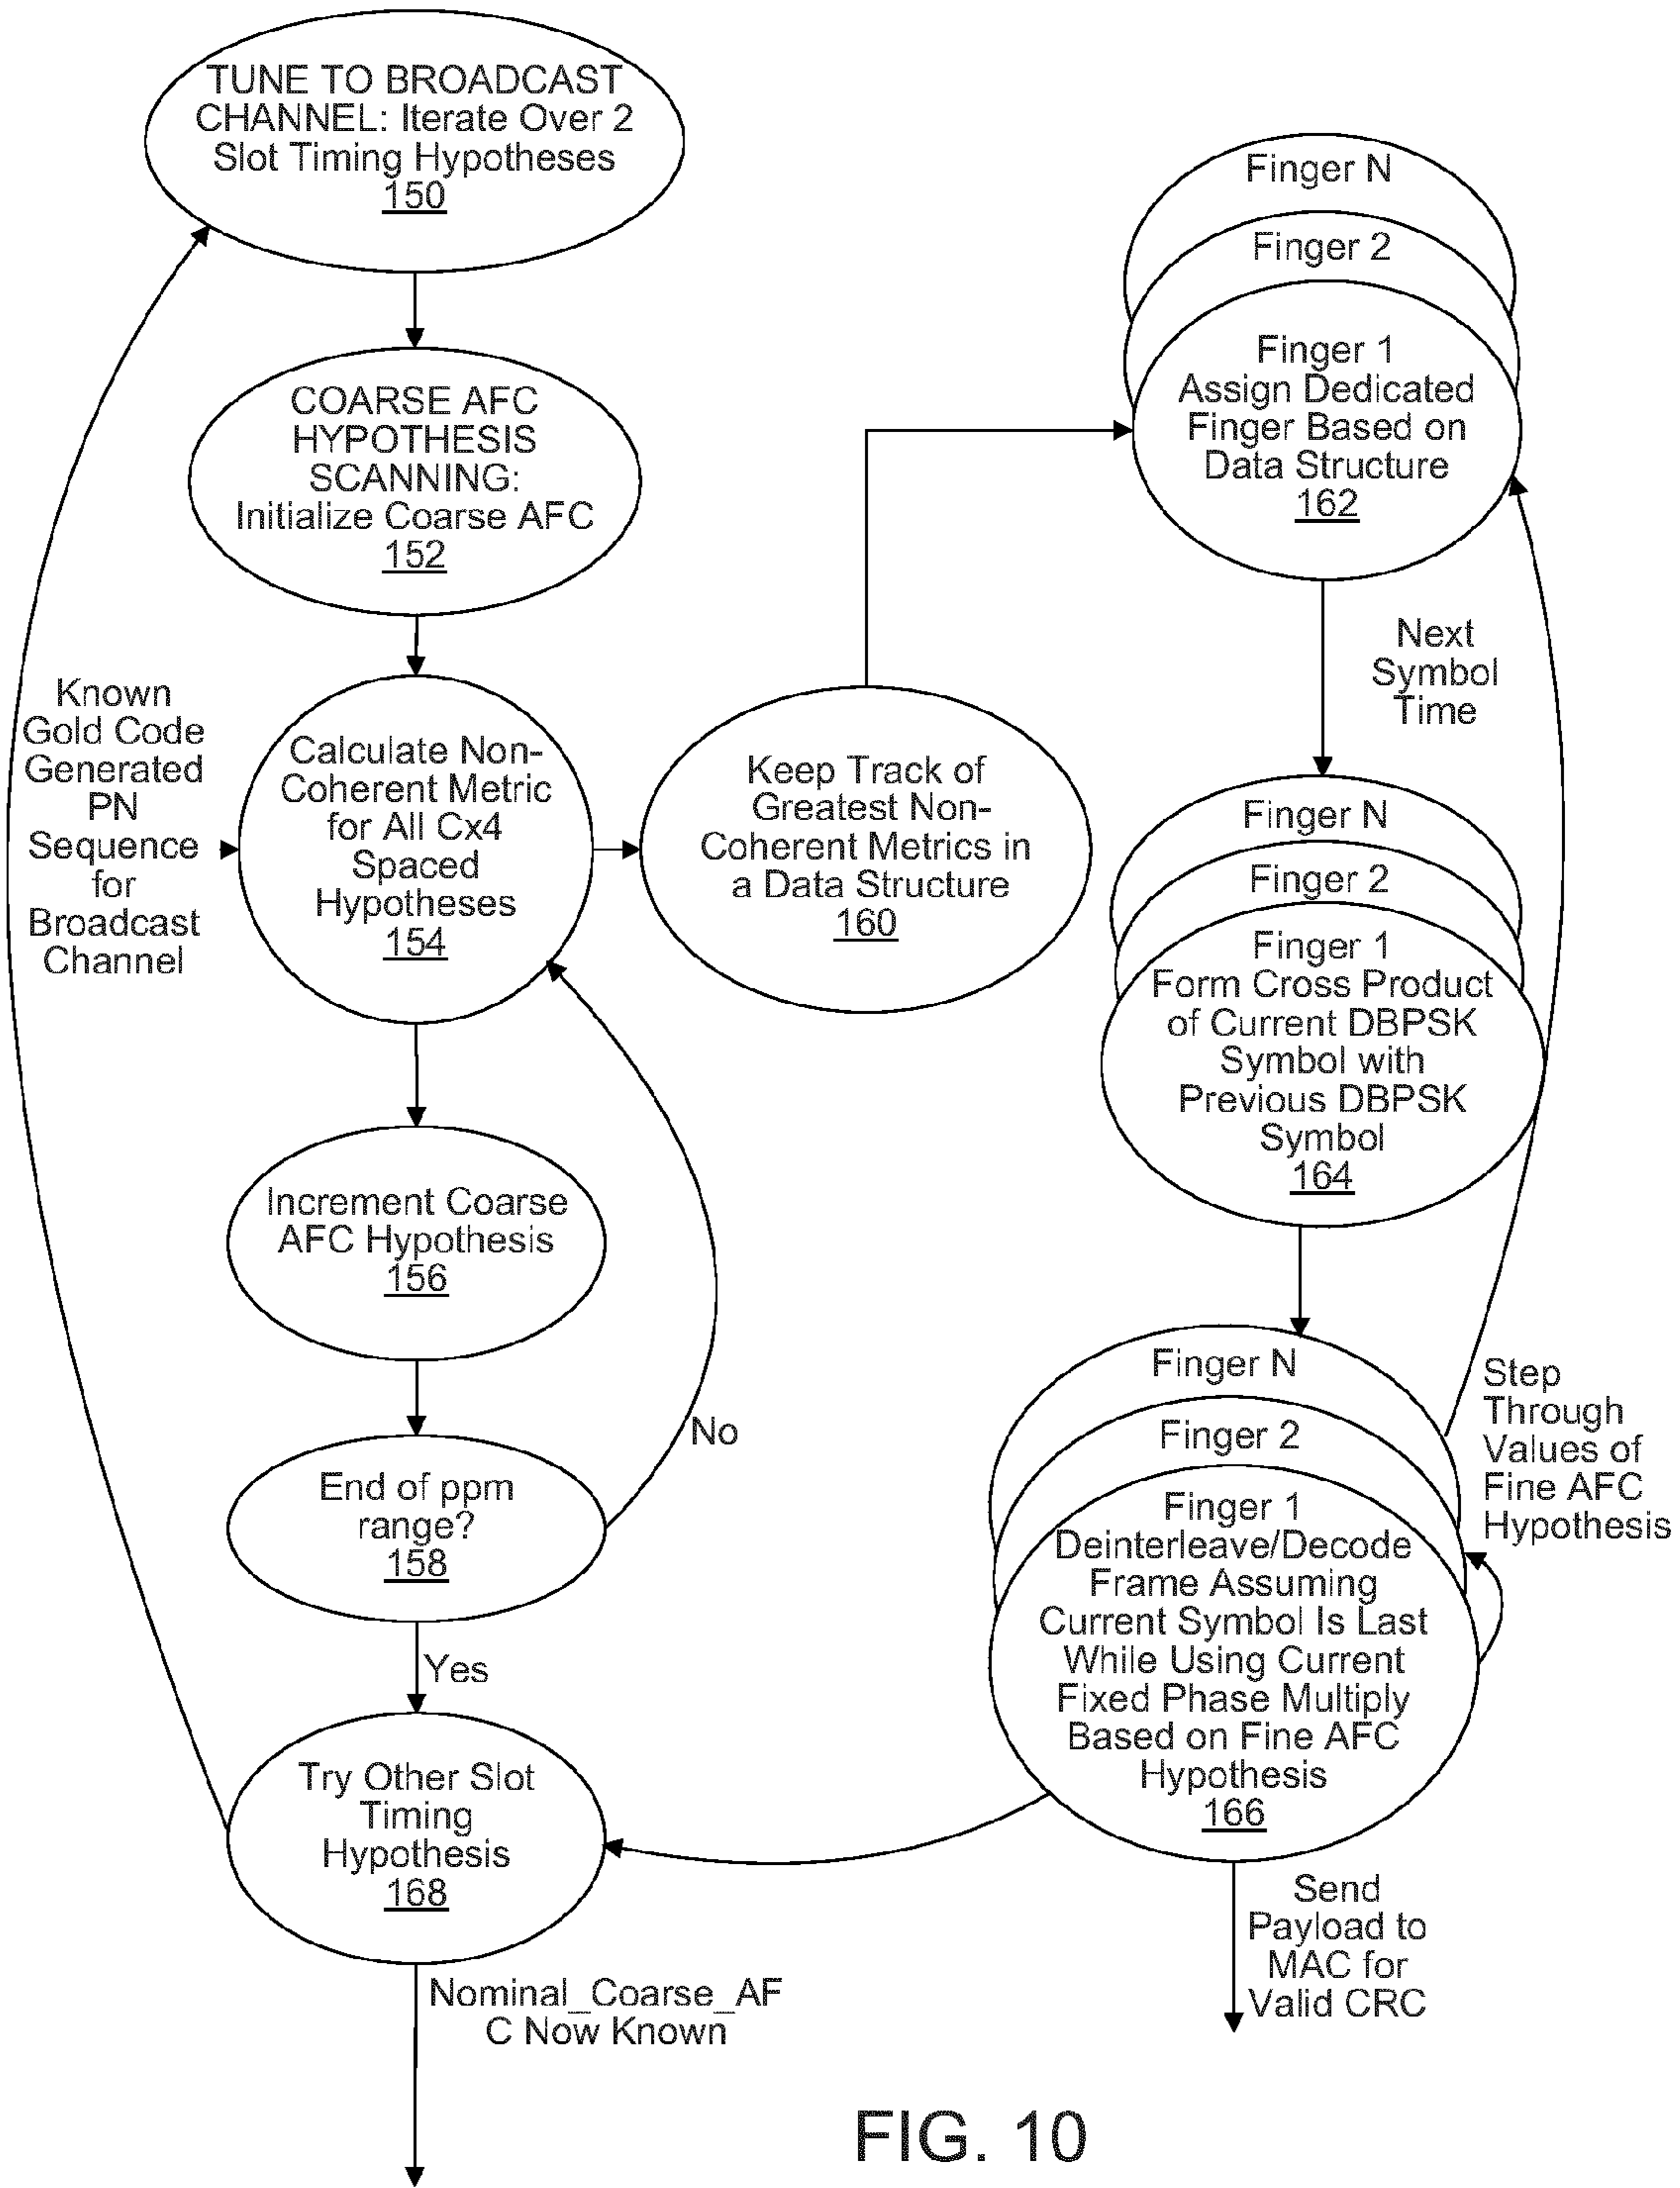 TUNE TO BROADCAST
CHANNEL: Iterate Over 2
Slot Timing Hypotheses
150
COARSE AFC
HYPOTHESIS
SCANNING:
Initialize Coarse AFC
152
Known
Gold Code
Generated
PN
Sequence
for
Broadcast
Channel
Calculate Non-
Coherent Metric
for All Cx4
Spaced
Hypotheses
154
Keep Track of
Greatest Non-
Coherent Metrics in
a Data Structure
160
Increment Coarse
AFC Hypothesis
156
End of ppm
range?
158
No
Yes
Try Other Slot
Timing
Hypothesis
168
Nominal_Coarse_AF
C Now Known
Finger N
Finger 2
Finger 1
Assign Dedicated
Finger Based on
Data Structure
162
Next
Symbol
Time
Finger N
Finger 2
Finger 1
Form Cross Product
of Current DBPSK
Symbol with
Previous DBPSK
Symbol
164
Finger N
Finger 2
Finger 1
Deinterleave/Decode
Frame Assuming
Current Symbol Is Last
While Using Current
Fixed Phase Multiply
Based on Fine AFC
Hypothesis
166
Step
Through
Values of
Fine AFC
Hypothesis
Send
Payload to
MAC for
Valid CRC
FIG. 10